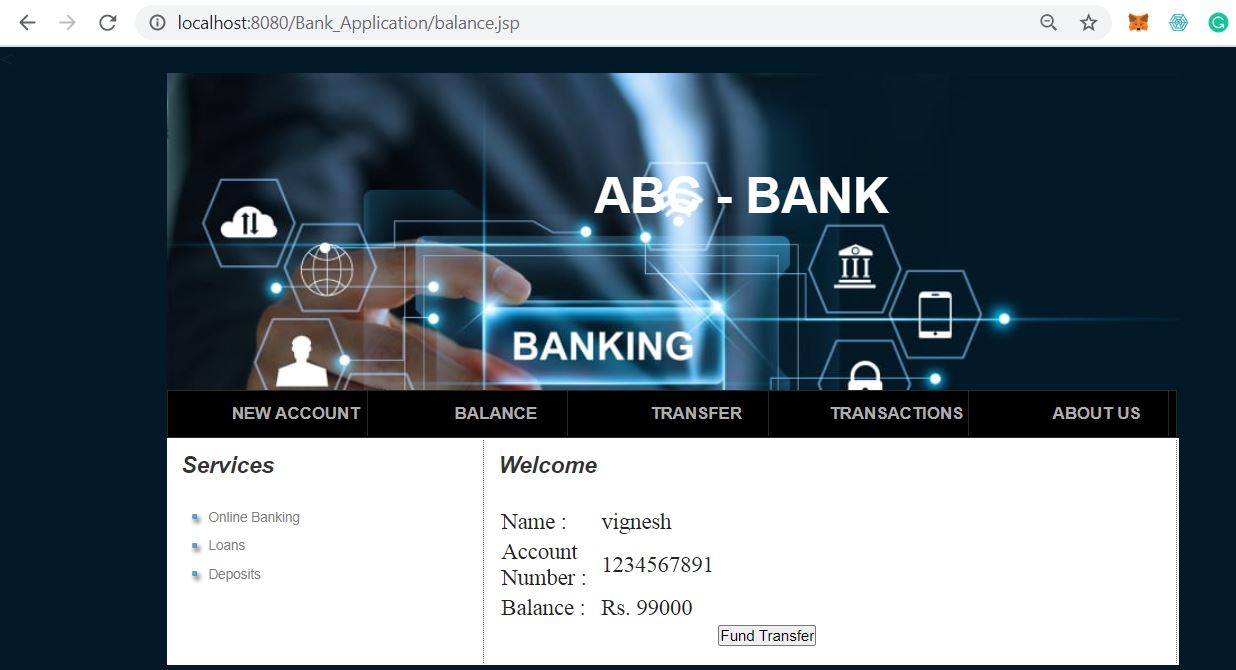 localhost:8080/Bank_Application/balance.jsp
<
ABC - BANK
BANKING
NEW ACCOUNT BALANCE TRANSFER TRANSACTIONS ABOUT US
Services
Online Banking
Loans
Deposits
Welcome
Name : vignesh
Account
Number : 1234567891
Balance : Rs. 99000
Fund Transfer